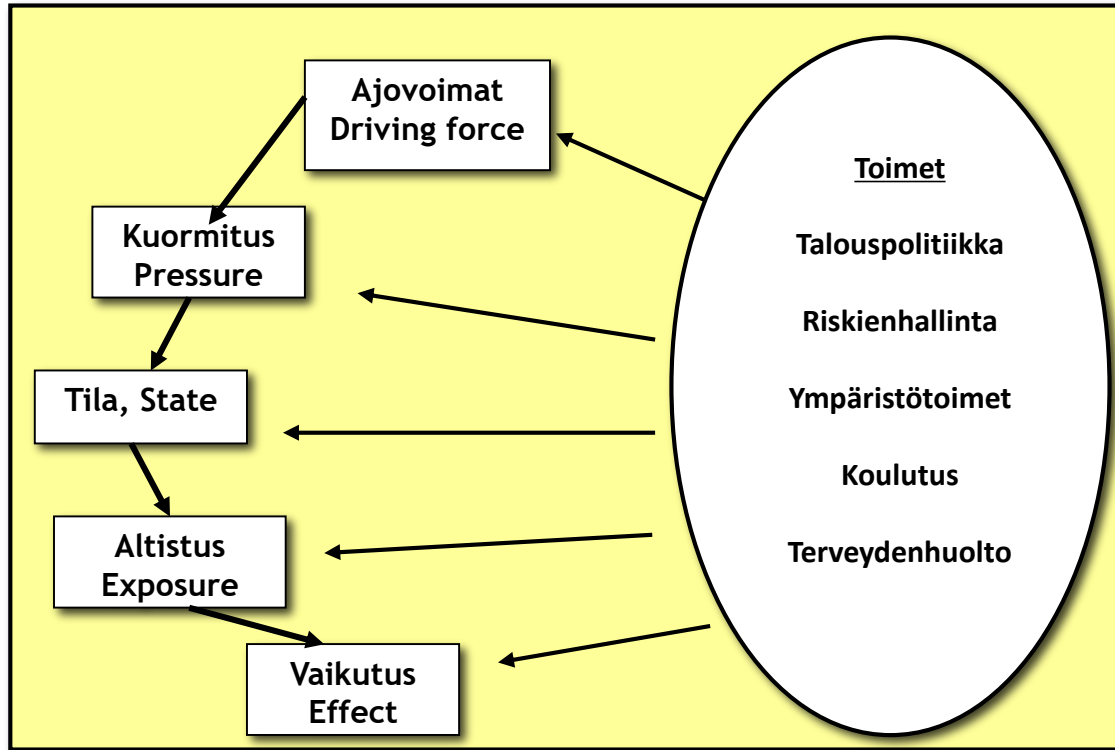 Ajovoimat
Driving force
Kuormitus
Pressure
Tila, State
Altistus
Exposure
Vaikutus
Effect
Toimet
Talouspolitiikka
Riskienhallinta
Ympäristötoimet
Koulutus
Terveydenhuolto